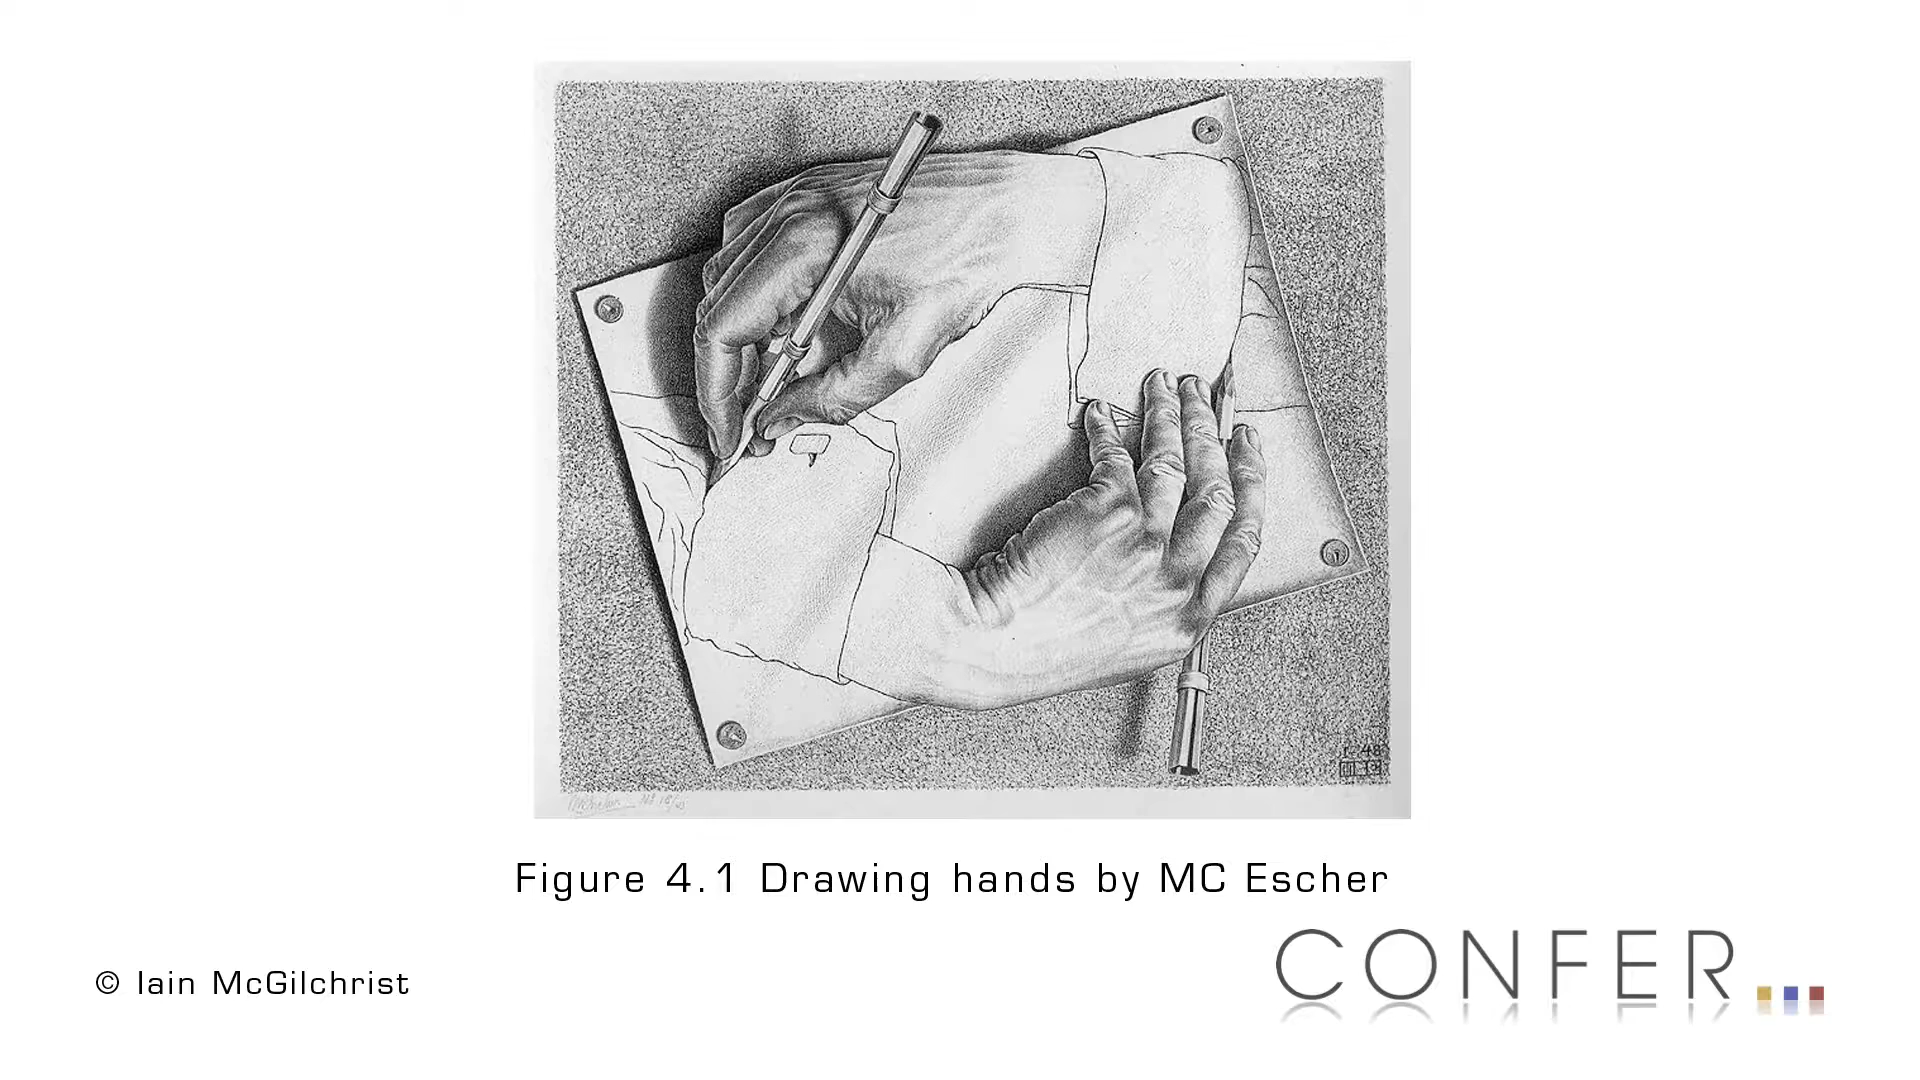 Figure 4.1 Drawing hands by MC Escher
© Iain McGilchrist
CONFER...